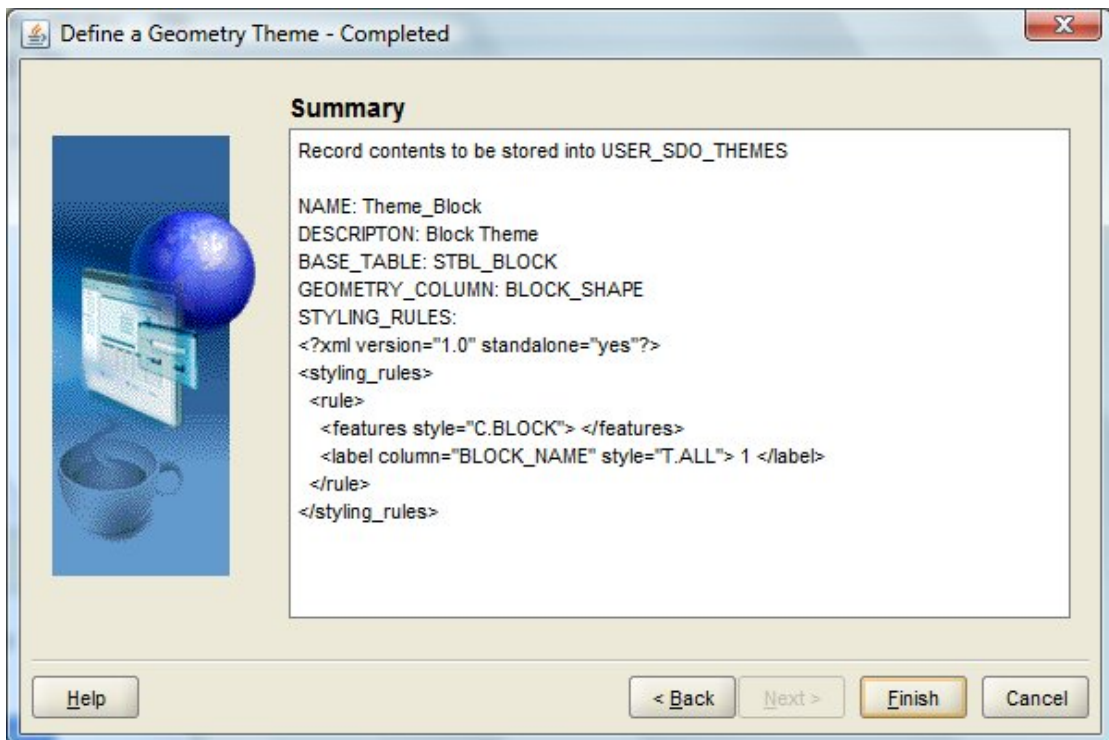 Define a Geometry Theme - Completed
Summary
Record contents to be stored into USER_SDO_THEMES
NAME: Theme_Block
DESCRIPTON: Block Theme
BASE_TABLE: STBL_BLOCK
GEOMETRY_COLUMN: BLOCK_SHAPE
STYLING_RULES:
<?xml version="1.0" standalone="yes"?>
<styling_rules>
<rule>
<features style="C.BLOCK"> </features>
<label column="BLOCK_NAME" style="T.ALL"> 1 </label>
</rule>
</styling_rules>
Help < Back Next > Finish Cancel